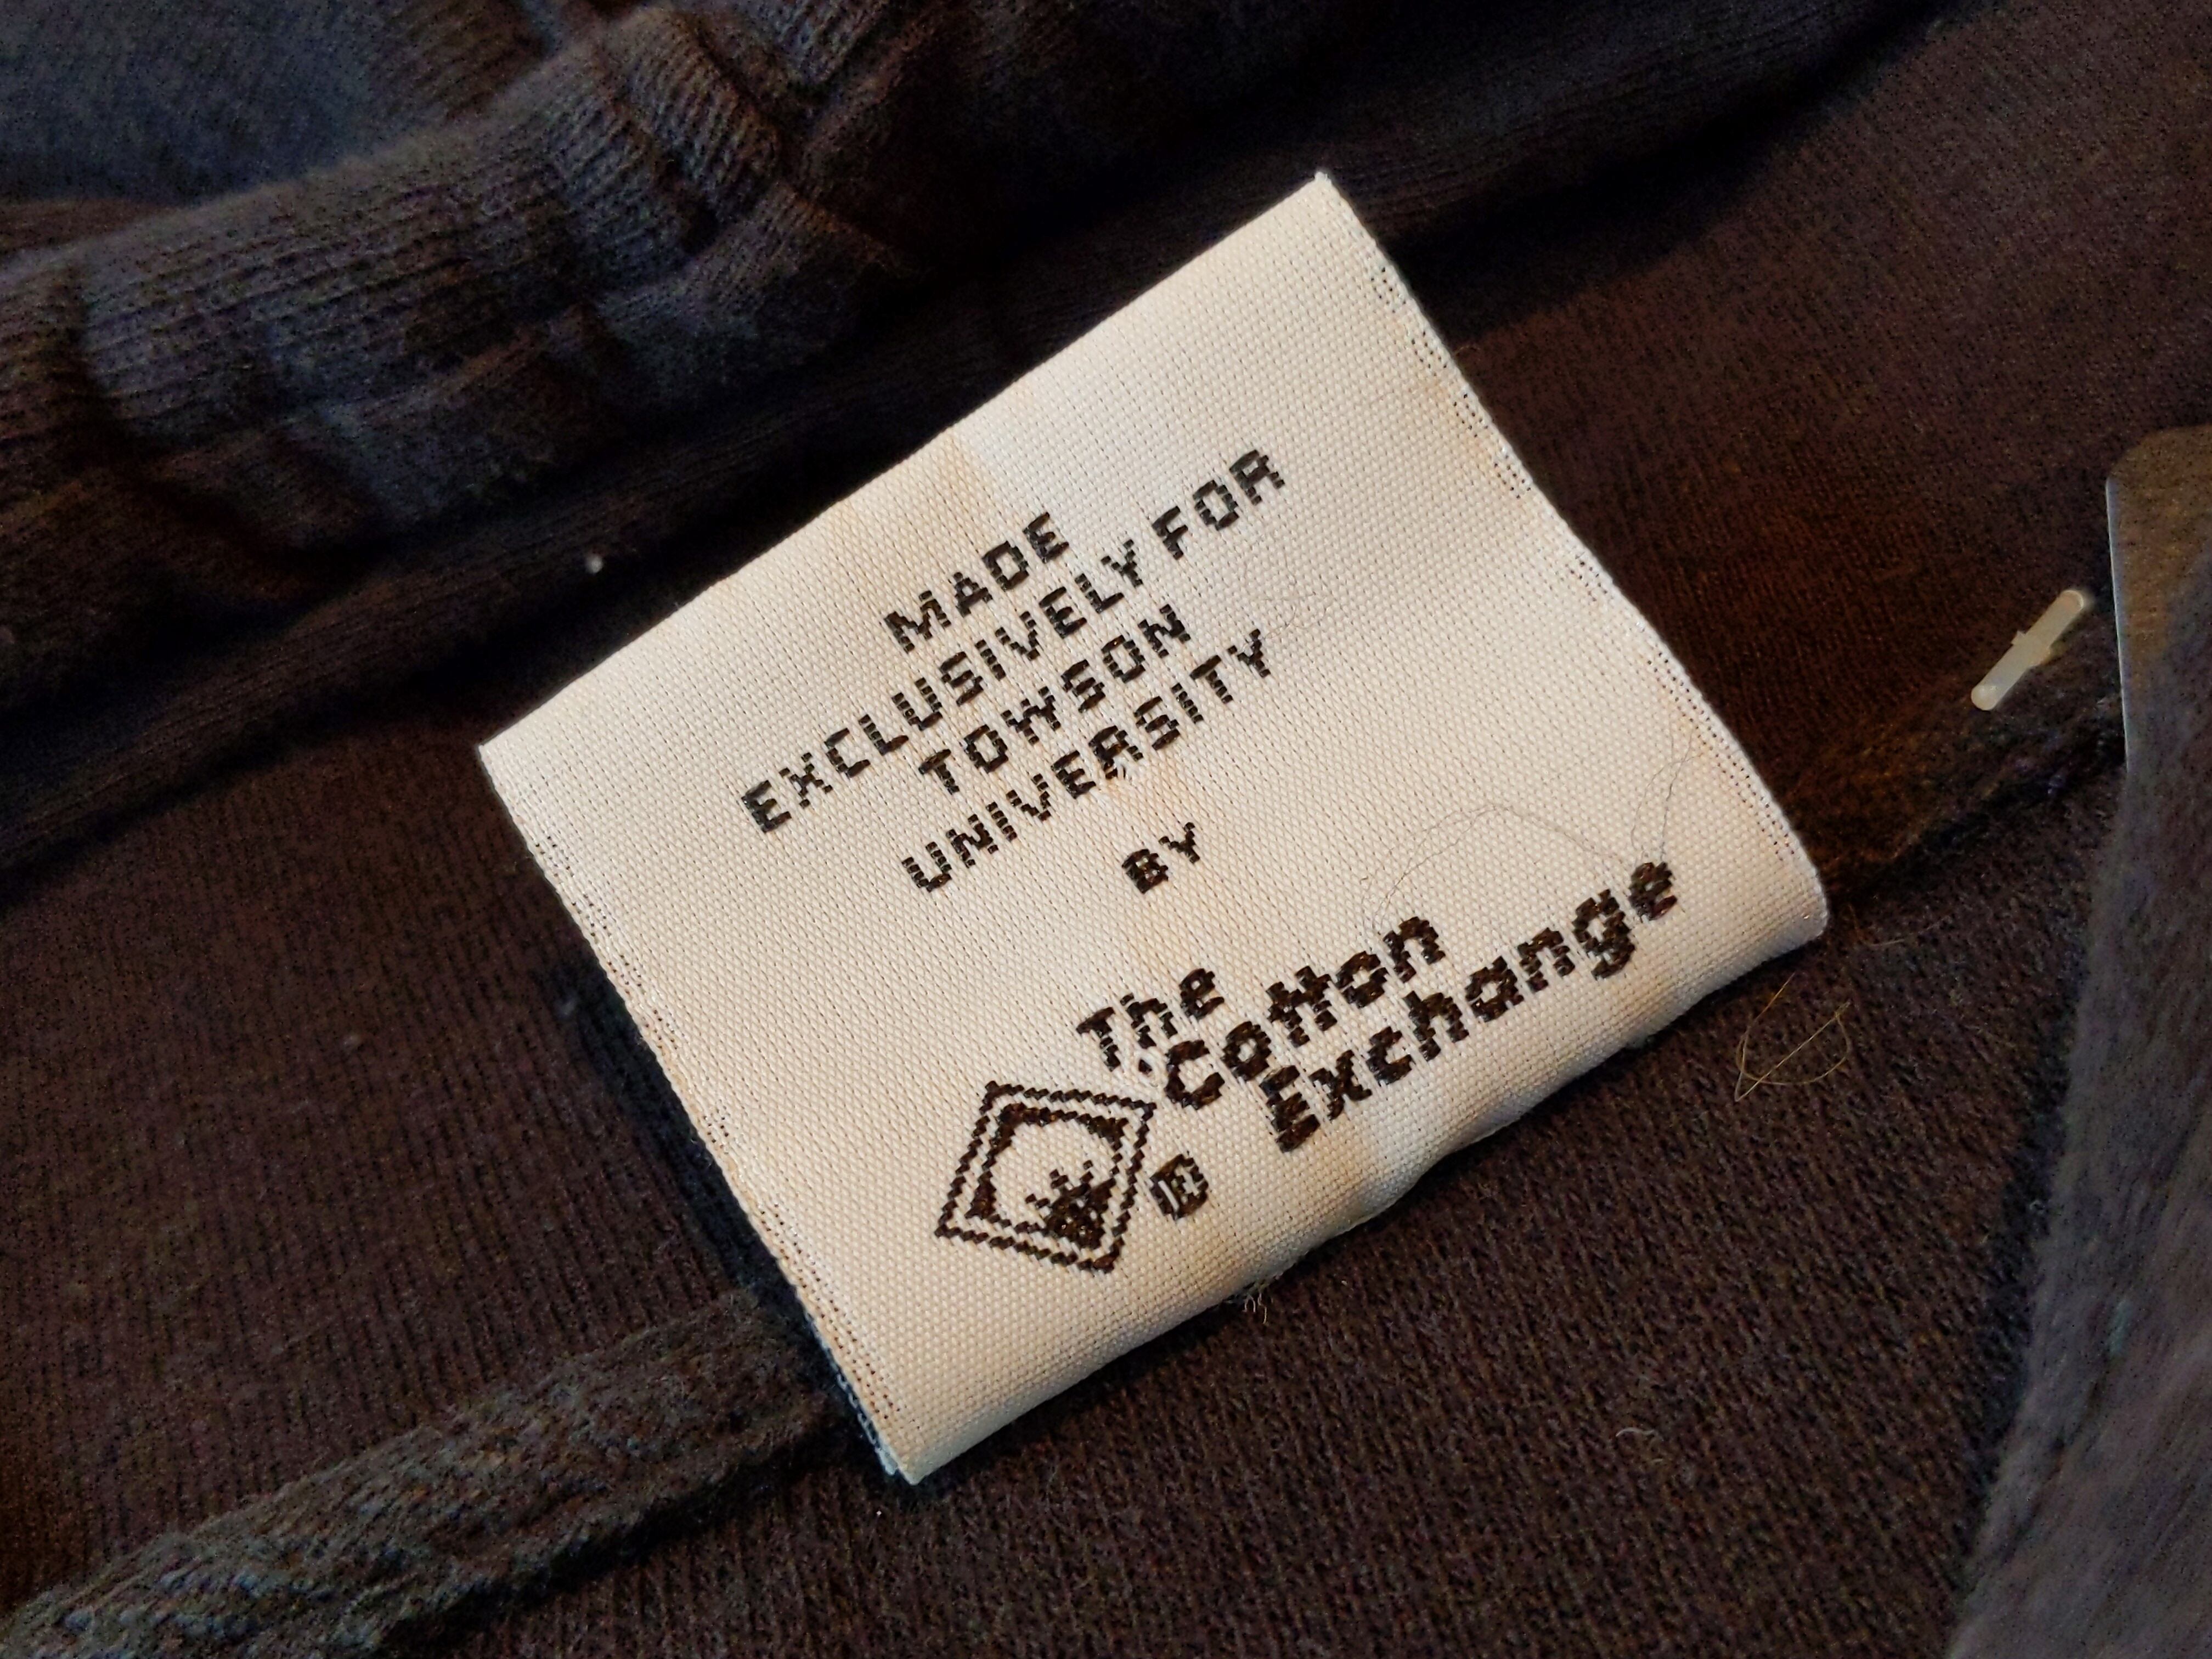 MADE
EXCLUSIVELY FOR
TOWSON
UNIVERSITY
BY
The
Cotton
Exchange
®